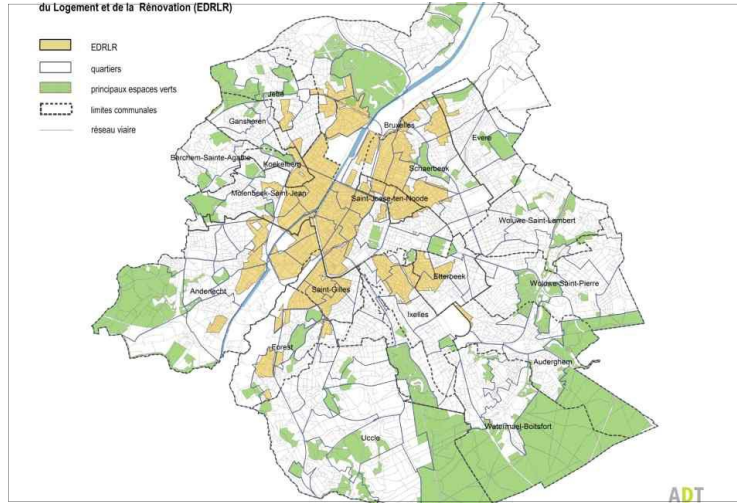 du Logement et de la Rénovation (EDRLR)
EDRLR
quartiers
principaux espaces verts
limites communales
réseau viaire
Jette
Ganshoren
Bruxelles
Evere
Berchem-Sainte-Agathe
Koekelberg
Schaerbeek
Molenbeek-Saint-Jean
Saint-Josse-ten-Noode
Woluwe-Saint-Lambert
Etterbeek
Woluwe-Saint-Pierre
Anderlecht
Saint-Gilles
Ixelles
Forest
Auderghem
Watermael-Boitsfort
Uccle
ADT